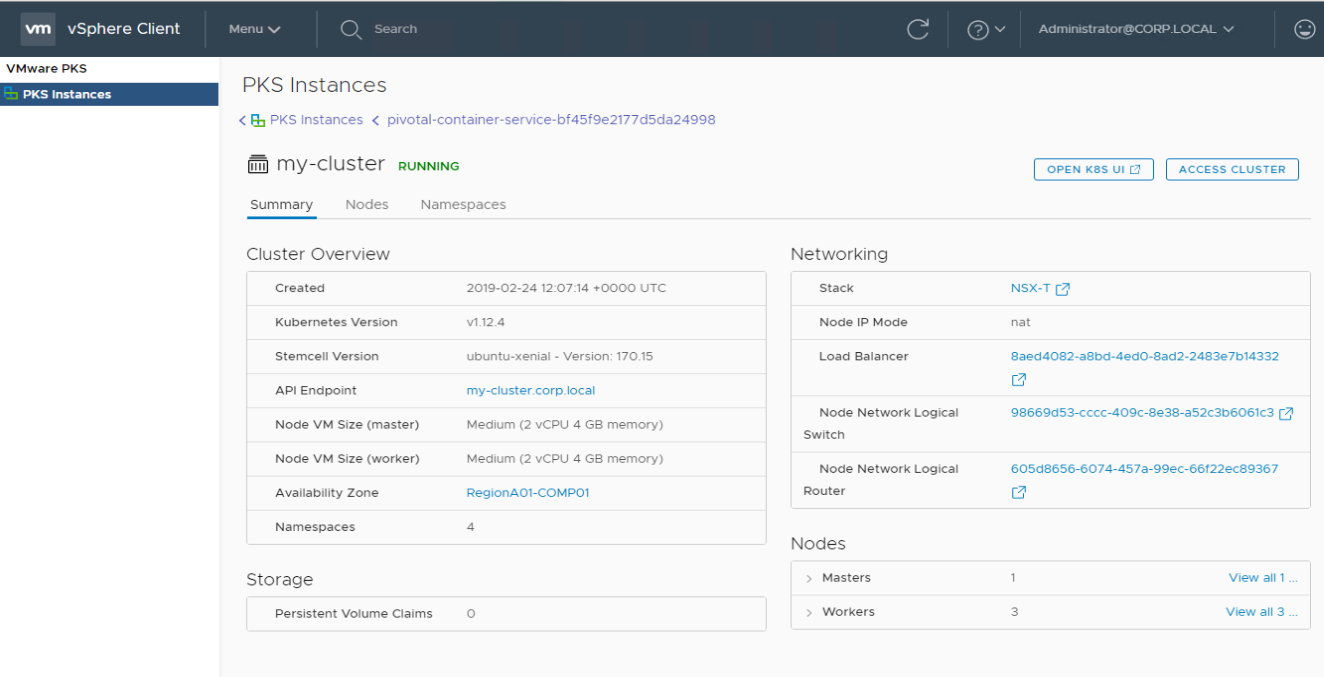 vm vSphere Client Menu Search Administrator@CORP.LOCAL
VMware PKS
PKS Instances
PKS Instances
PKS Instances pivotal-container-service-bf45f9e2177d5da24998
my-cluster RUNNING
OPEN K8S UI ACCESS CLUSTER
Summary Nodes Namespaces
Cluster Overview
Created 2019-02-24 12:07:14 +0000 UTC
Kubernetes Version v1.12.4
Stemcell Version ubuntu-xenial - Version: 170.15
API Endpoint my-cluster.corp.local
Node VM Size (master) Medium (2 vCPU 4 GB memory)
Node VM Size (worker) Medium (2 vCPU 4 GB memory)
Availability Zone RegionA01-COMP01
Namespaces 4
Storage
Persistent Volume Claims 0
Networking
Stack NSX-T
Node IP Mode nat
Load Balancer 8aed4082-a8bd-4ed0-8ad2-2483e7b14332
Node Network Logical 98669d53-cccc-409c-8e38-a52c3b6061c3
Switch
Node Network Logical 605d8656-6074-457a-99ec-66f22ec89367
Router
Nodes
Masters 1 View all 1 ...
Workers 3 View all 3 ...